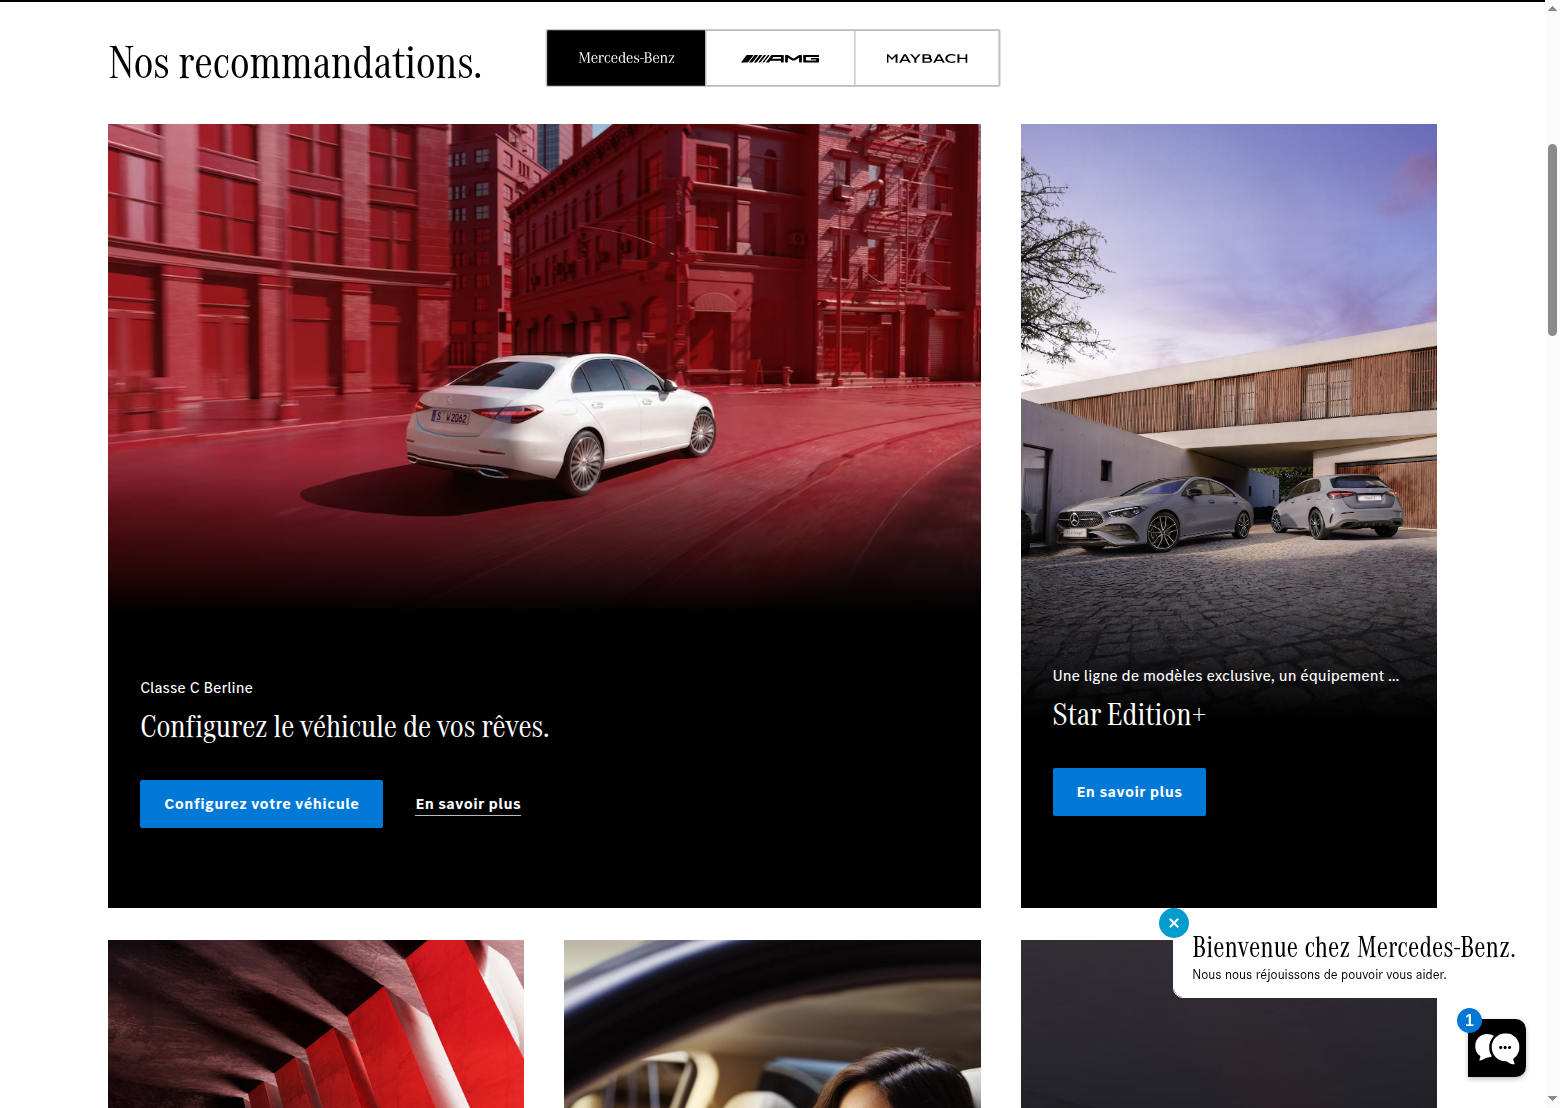 Nos recommandations.
Mercedes-Benz
AMG
MAYBACH
S W 2062
Classe C Berline
Configurez le véhicule de vos rêves.
Configurez votre véhicule
En savoir plus
Une ligne de modèles exclusive, un équipement ...
Star Edition+
En savoir plus
Bienvenue chez Mercedes-Benz.
Nous nous réjouissons de pouvoir vous aider.
1